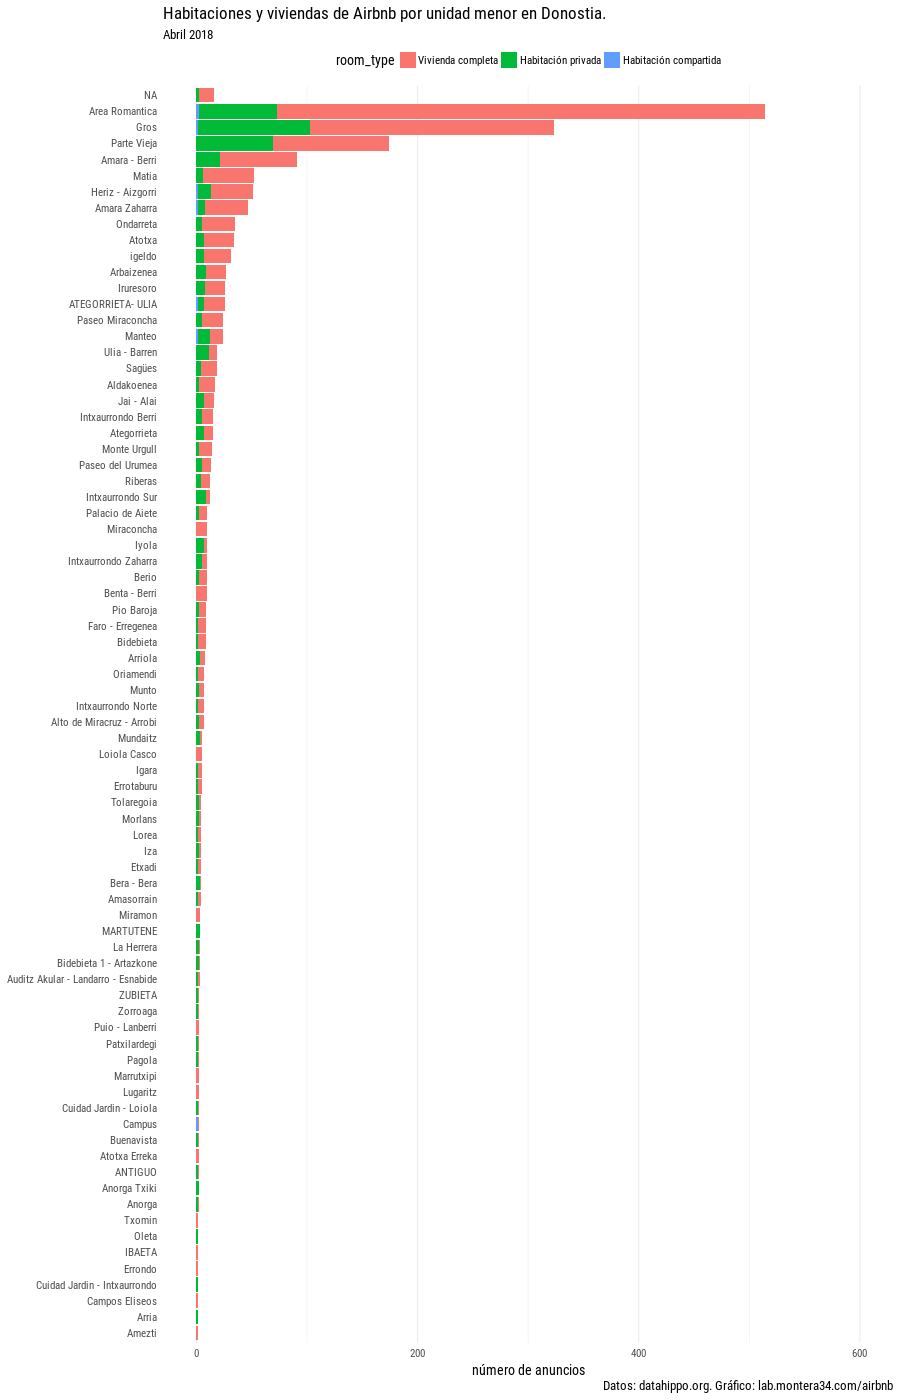 Habitaciones y viviendas de Airbnb por unidad menor en Donostia.
Abril 2018
room_type Vivienda completa Habitación privada Habitación compartida
NA
Area Romantica
Gros
Parte Vieja
Amara - Berri
Matia
Heriz - Aizgorri
Amara Zaharra
Ondarreta
Atotxa
igeldo
Arbaizenea
Iruresoro
ATEGORRIETA- ULIA
Paseo Miraconcha
Manteo
Ulia - Barren
Sagües
Aldakoenea
Jai - Alai
Intxaurrondo Berri
Ategorrieta
Monte Urgull
Paseo del Urumea
Riberas
Intxaurrondo Sur
Palacio de Aiete
Miraconcha
Iyola
Intxaurrondo Zaharra
Berio
Benta - Berri
Pio Baroja
Faro - Erregenea
Bidebieta
Arriola
Oriamendi
Munto
Intxaurrondo Norte
Alto de Miracruz - Arrobi
Mundaitz
Loiola Casco
Igara
Errotaburu
Tolaregoia
Morlans
Lorea
Iza
Etxadi
Bera - Bera
Amasorrain
Miramon
MARTUTENE
La Herrera
Bidebieta 1 - Artazkone
Auditz Akular - Landarro - Esnabide
ZUBIETA
Zorroaga
Puio - Lanberri
Patxilardegi
Pagola
Marrutxipi
Lugaritz
Cuidad Jardin - Loiola
Campus
Buenavista
Atotxa Erreka
ANTIGUO
Anorga Txiki
Anorga
Txomin
Oleta
IBAETA
Errondo
Cuidad Jardin - Intxaurrondo
Campos Eliseos
Arria
Amezti
0 200 400 600
número de anuncios
Datos: datahippo.org. Gráfico: lab.montera34.com/airbnb